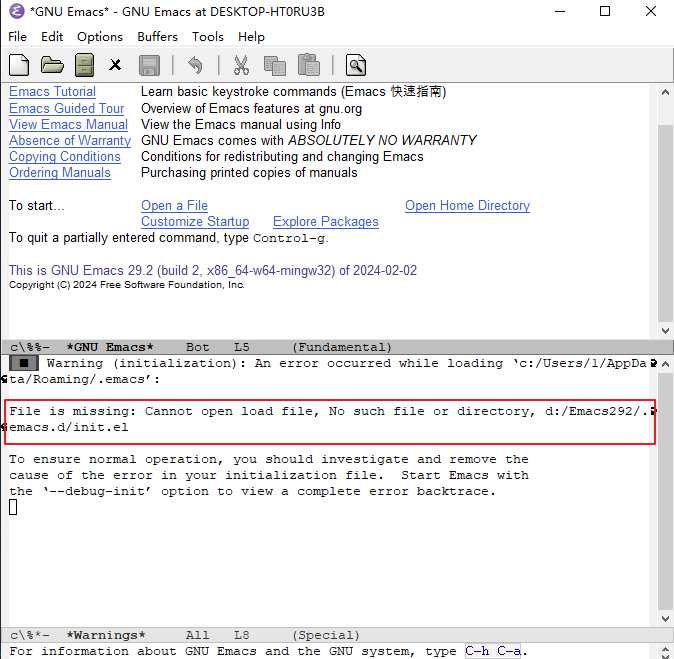 *GNU Emacs* - GNU Emacs at DESKTOP-HT0RU3B
File Edit Options Buffers Tools Help
Emacs Tutorial Learn basic keystroke commands (Emacs 快速指南)
Emacs Guided Tour Overview of Emacs features at gnu.org
View Emacs Manual View the Emacs manual using Info
Absence of Warranty GNU Emacs comes with ABSOLUTELY NO WARRANTY
Copying Conditions Conditions for redistributing and changing Emacs
Ordering Manuals Purchasing printed copies of manuals
To start... Open a File Open Home Directory
Customize Startup Explore Packages
To quit a partially entered command, type Control-g.
This is GNU Emacs 29.2 (build 2, x86_64-w64-mingw32) of 2024-02-02
Copyright (C) 2024 Free Software Foundation, Inc.
c\%%- *GNU Emacs* Bot L5 (Fundamental)
■ Warning (initialization): An error occurred while loading ‘c:/Users/1/AppDa
ta/Roaming/.emacs’:
File is missing: Cannot open load file, No such file or directory, d:/Emacs292/.
emacs.d/init.el
To ensure normal operation, you should investigate and remove the
cause of the error in your initialization file.  Start Emacs with
the ‘--debug-init’ option to view a complete error backtrace.
c\%*- *Warnings* All L8 (Special)
For information about GNU Emacs and the GNU system, type C-h C-a.